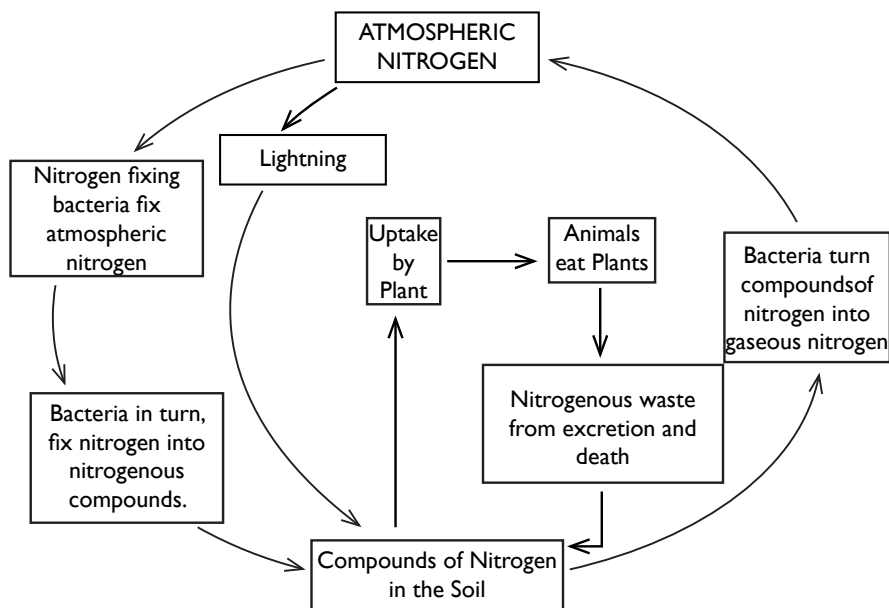 ATMOSPHERIC
NITROGEN
Lightning
Nitrogen fixing
bacteria fix
atmospheric
nitrogen
Uptake
by
Plant
Animals
eat Plants
Bacteria turn
compoundsof
nitrogen into
gaseous nitrogen
Bacteria in turn,
fix nitrogen into
nitrogenous
compounds.
Nitrogenous waste
from excretion and
death
Compounds of Nitrogen
in the Soil